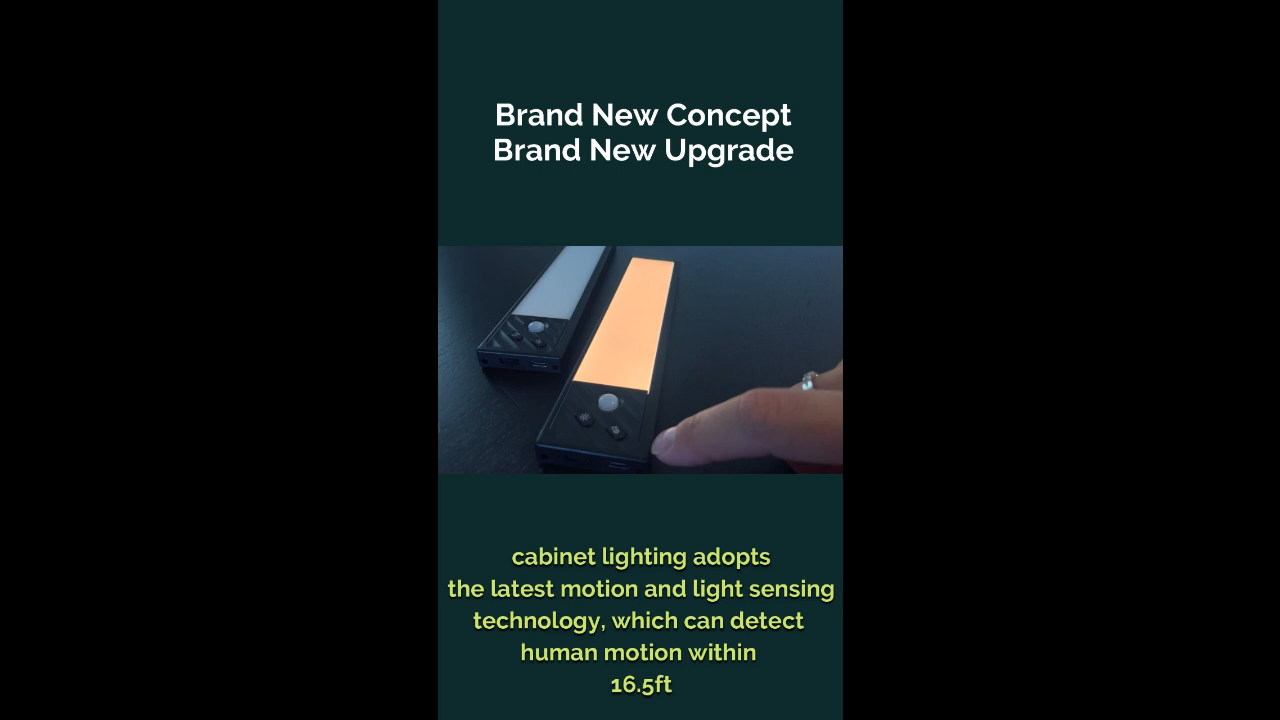 Brand New Concept
Brand New Upgrade
cabinet lighting adopts
the latest motion and light sensing
technology, which can detect
human motion within
16.5ft